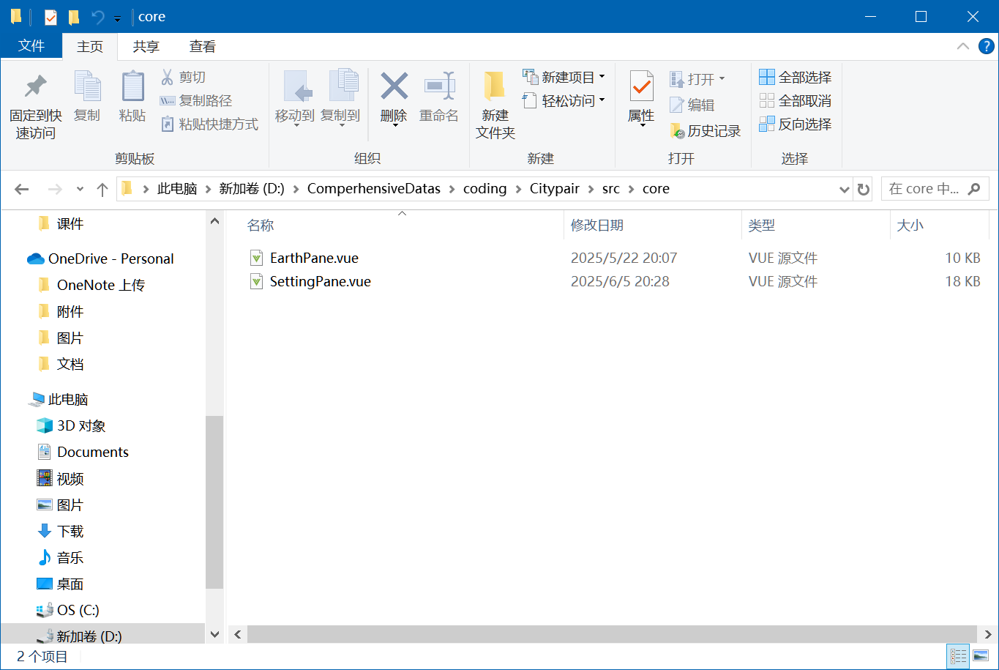 core
文件 主页 共享 查看
固定到快速访问
复制
粘贴
剪切
复制路径
粘贴快捷方式
剪贴板
移动到
复制到
删除
重命名
组织
新建文件夹
新建项目
轻松访问
新建
属性
打开
编辑
历史记录
打开
全部选择
全部取消
反向选择
选择
此电脑 新加卷 (D:) ComperhensiveDatas coding Citypair src core
在 core 中...
课件
OneDrive - Personal
OneNote 上传
附件
图片
文档
此电脑
3D 对象
Documents
视频
图片
下载
音乐
桌面
OS (C:)
新加卷 (D:)
名称 修改日期 类型 大小
EarthPane.vue 2025/5/22 20:07 VUE 源文件 10 KB
SettingPane.vue 2025/6/5 20:28 VUE 源文件 18 KB
2 个项目